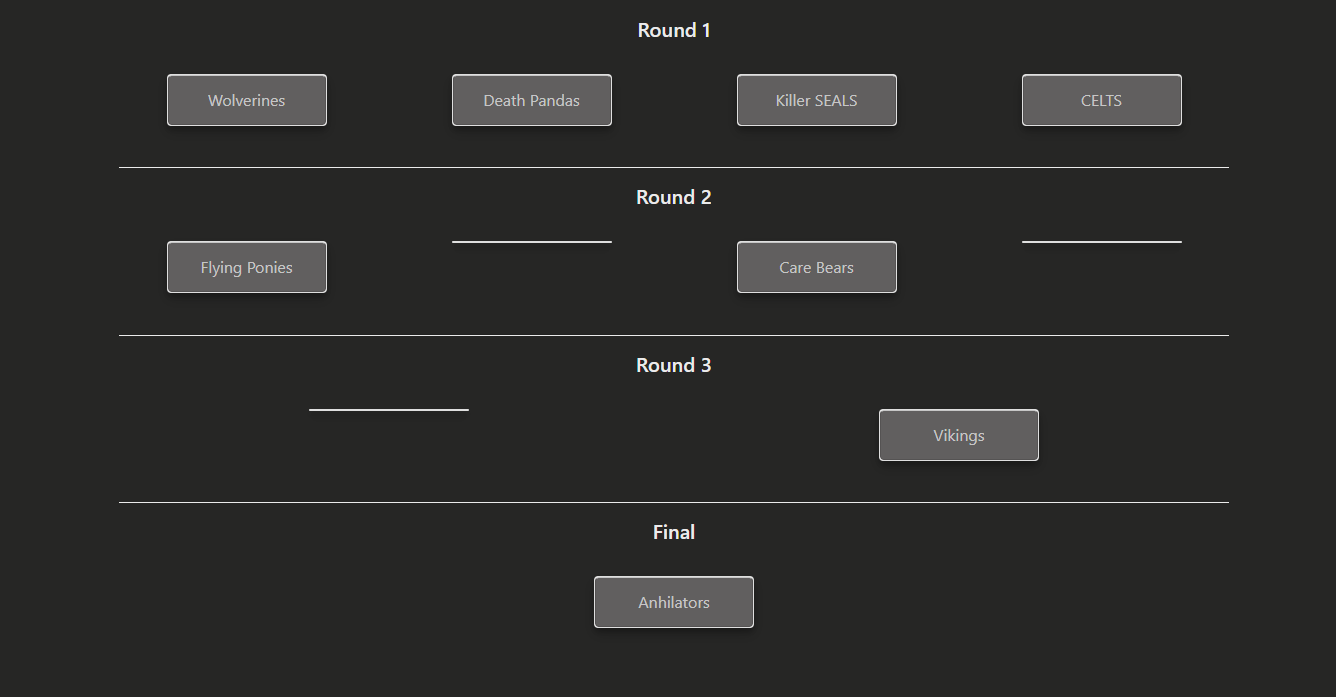 Round 1
Wolverines
Death Pandas
Killer SEALS
CELTS
Round 2
Flying Ponies
Care Bears
Round 3
Vikings
Final
Anhilators